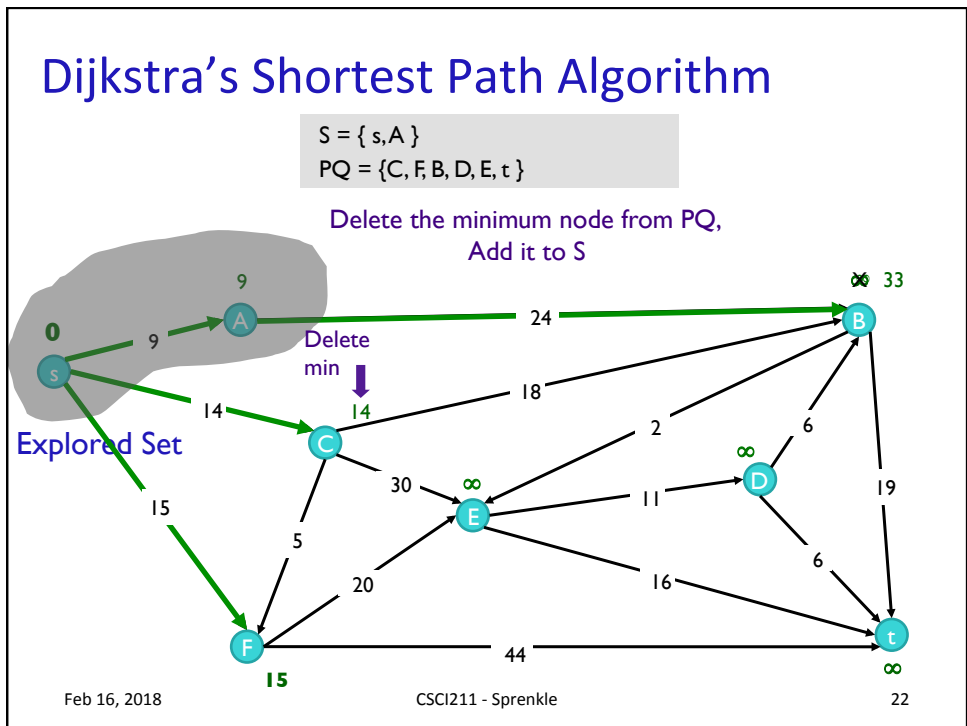 Dijkstra's Shortest Path Algorithm
S = { s, A }
PQ = {C, F, B, D, E, t }
Delete the minimum node from PQ,
Add it to S
9
∞ 33
0
A
24
B
9
Delete
min
s
14
18
14
C
2
6
Explored Set
∞
∞
D
30
19
15
E
11
5
20
16
6
F
44
t
15
∞
Feb 16, 2018
CSCI211 - Sprenkle
22